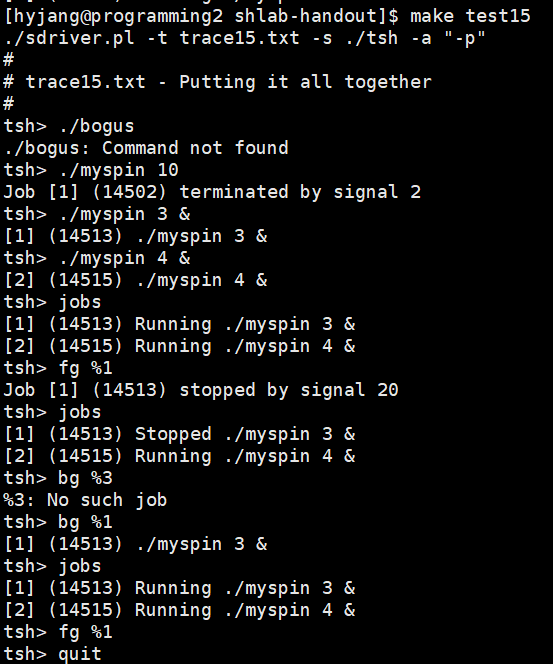 [hyjang@programming2 shlab-handout]$ make test15
./sdriver.pl -t trace15.txt -s ./tsh -a "-p"
#
# trace15.txt - Putting it all together
#
tsh> ./bogus
./bogus: Command not found
tsh> ./myspin 10
Job [1] (14502) terminated by signal 2
tsh> ./myspin 3 &
[1] (14513) ./myspin 3 &
tsh> ./myspin 4 &
[2] (14515) ./myspin 4 &
tsh> jobs
[1] (14513) Running ./myspin 3 &
[2] (14515) Running ./myspin 4 &
tsh> fg %1
Job [1] (14513) stopped by signal 20
tsh> jobs
[1] (14513) Stopped ./myspin 3 &
[2] (14515) Running ./myspin 4 &
tsh> bg %3
%3: No such job
tsh> bg %1
[1] (14513) ./myspin 3 &
tsh> jobs
[1] (14513) Running ./myspin 3 &
[2] (14515) Running ./myspin 4 &
tsh> fg %1
tsh> quit